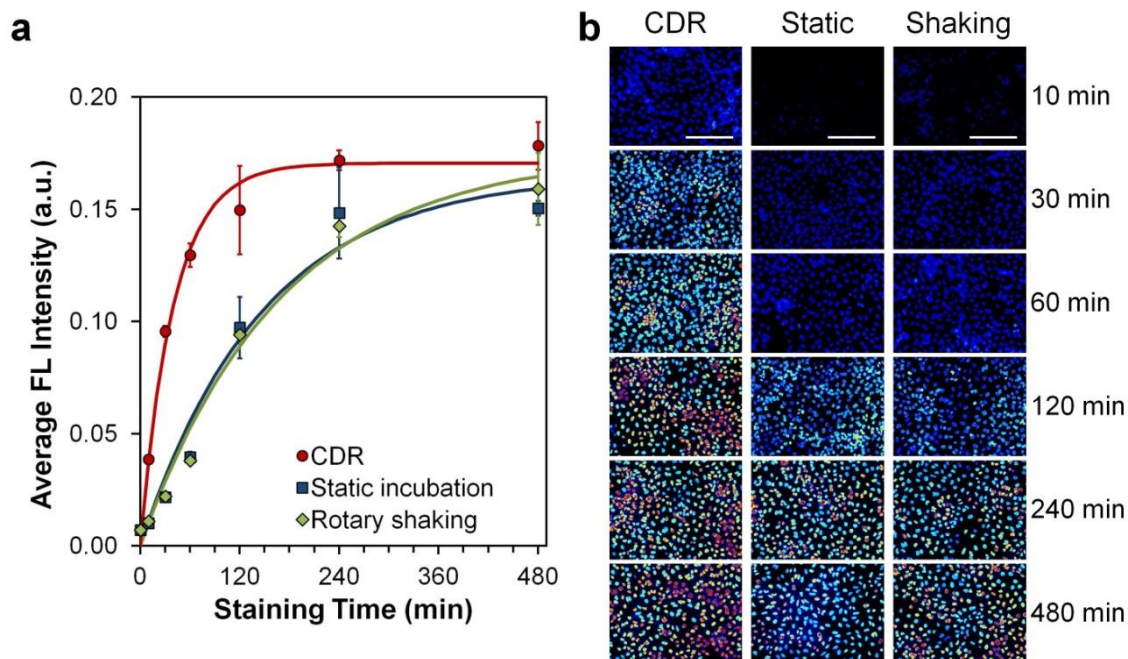 a
0.20
0.15
0.10
0.05
0.00
Average FL Intensity (a.u.)
CDR
Static incubation
Rotary shaking
0 120 240 360 480
Staining Time (min)
b
CDR Static Shaking
10 min
30 min
60 min
120 min
240 min
480 min